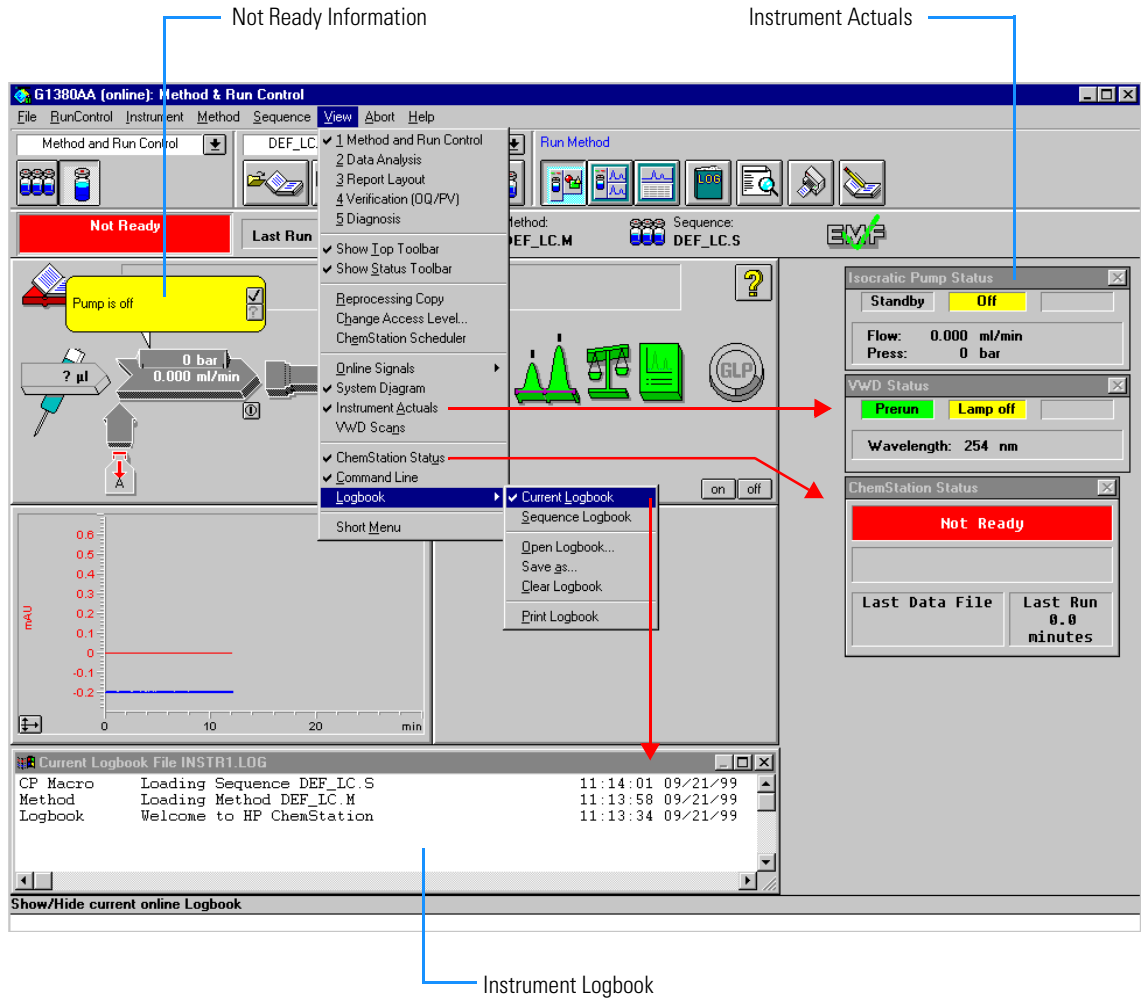 Not Ready Information
Instrument Actuals
G1380AA (online): Method & Run Control
File RunControl Instrument Method Sequence View Abort Help
Method and Run Control
DEF_LC.
Run Method
LOG
Not Ready
Last Run
Method:
DEF_LC.M
Sequence:
DEF_LC.S
EMF
1 Method and Run Control
2 Data Analysis
3 Report Layout
4 Verification (OQ/PV)
5 Diagnosis
Show Top Toolbar
Show Status Toolbar
Reprocessing Copy
Change Access Level...
ChemStation Scheduler
Online Signals
System Diagram
Instrument Actuals
VWD Scans
ChemStation Status
Command Line
Logbook
Short Menu
Current Logbook
Sequence Logbook
Open Logbook...
Save as...
Clear Logbook
Print Logbook
Pump is off
?
?
? µl
0 bar
0.000 ml/min
A
GLP
on off
Isocratic Pump Status
Standby Off
Flow: 0.000 ml/min
Press: 0 bar
VWD Status
Prerun Lamp off
Wavelength: 254 nm
ChemStation Status
Not Ready
Last Data File
Last Run
0.0
minutes
mAU
0.6
0.5
0.4
0.3
0.2
0.1
0
-0.1
-0.2
0 10 20 min
Current Logbook File INSTR1.LOG
CP Macro Loading Sequence DEF_LC.S 11:14:01 09/21/99
Method Loading Method DEF_LC.M 11:13:58 09/21/99
Logbook Welcome to HP ChemStation 11:13:34 09/21/99
Show/Hide current online Logbook
Instrument Logbook